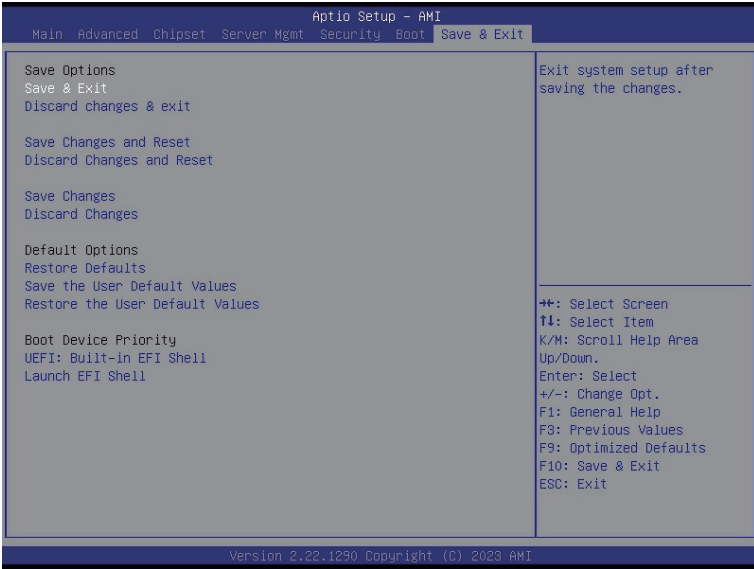 Aptio Setup – AMI
Main Advanced Chipset Server Mgmt Security Boot Save & Exit
Save Options
Save & Exit
Discard changes & exit
Save Changes and Reset
Discard Changes and Reset
Save Changes
Discard Changes
Default Options
Restore Defaults
Save the User Default Values
Restore the User Default Values
Boot Device Priority
UEFI: Built-in EFI Shell
Launch EFI Shell
Exit system setup after
saving the changes.
→←: Select Screen
↑↓: Select Item
K/M: Scroll Help Area
Up/Down.
Enter: Select
+/-: Change Opt.
F1: General Help
F3: Previous Values
F9: Optimized Defaults
F10: Save & Exit
ESC: Exit
Version 2.22.1290 Copyright (C) 2023 AMI